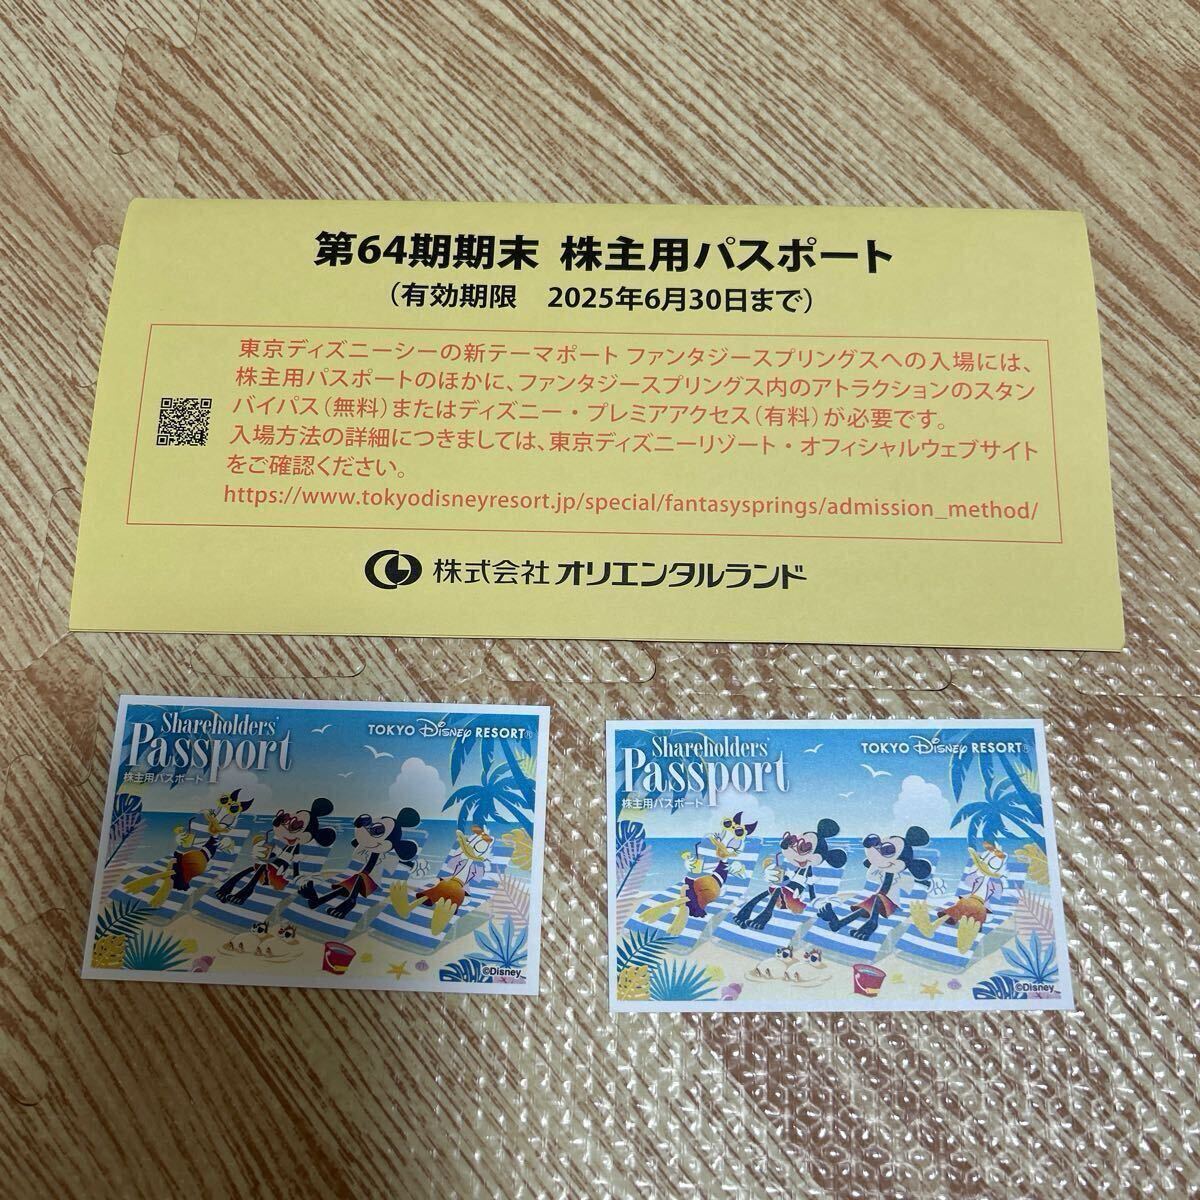 第64期期末 株主用パスポート
（有効期限　2025年6月30日まで）
東京ディズニーシーの新テーマポート ファンタジースプリングスへの入場には、
株主用パスポートのほかに、ファンタジースプリングス内のアトラクションのスタン
バイパス（無料）またはディズニー・プレミアアクセス（有料）が必要です。
入場方法の詳細につきましては、東京ディズニーリゾート・オフィシャルウェブサイト
をご確認ください。
https://www.tokyodisneyresort.jp/special/fantasysprings/admission_method/
株式会社オリエンタルランド
Shareholders'
Passport
株主用パスポート
TOKYO Disney RESORT®
©Disney
Shareholders'
Passport
株主用パスポート
TOKYO Disney RESORT®
©Disney